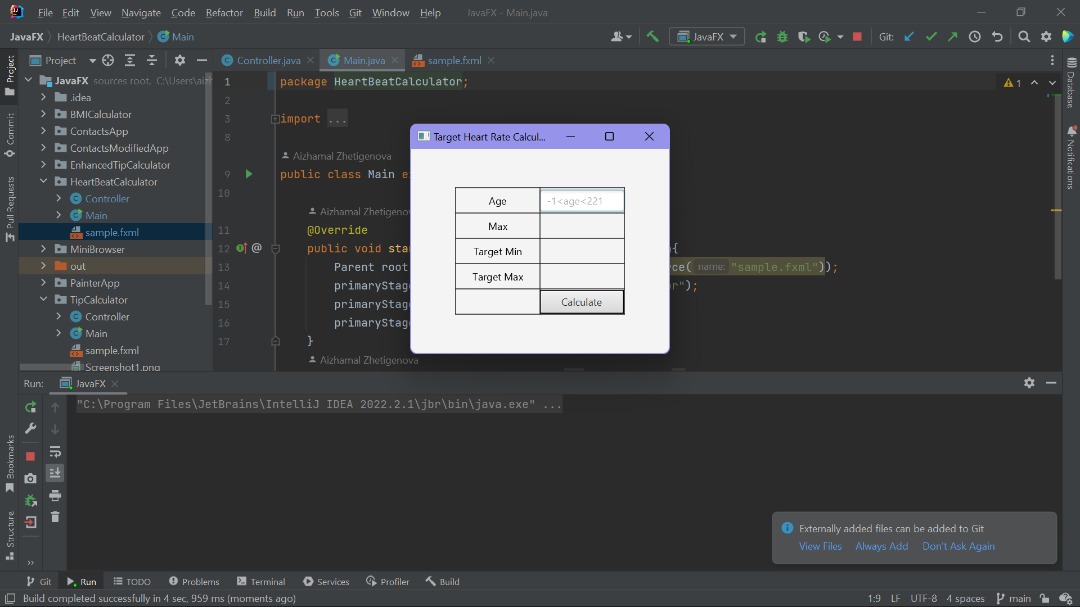 File Edit View Navigate Code Refactor Build Run Tools Git Window Help JavaFX - Main.java
JavaFX HeartBeatCalculator Main JavaFX Git:
Project Controller.java Main.java sample.fxml
JavaFX sources root, C:\Users\aiz
.idea
BMICalculator
ContactsApp
ContactsModifiedApp
EnhancedTipCalculator
HeartBeatCalculator
Controller
Main
sample.fxml
MiniBrowser
out
PainterApp
TipCalculator
Controller
Main
sample.fxml
Screenshot1.png
1 package HeartBeatCalculator;
2
3 import ...
8
Aizhamal Zhetigenova
9 public class Main e
10
Aizhamal Zhetigeno
11 @Override
12 public void sta @ {
13 Parent root ce( name: "sample.fxml"));
14 primaryStag r");
15 primaryStag
16 primaryStag
17 }
Aizhamal Zhetigenova
1
Target Heart Rate Calcul...
Age -1<age<221
Max
Target Min
Target Max
Calculate
Project
Commit
Pull Requests
Bookmarks
Structure
Database
Notifications
Run: JavaFX
"C:\Program Files\JetBrains\IntelliJ IDEA 2022.2.1\jbr\bin\java.exe" ...
Externally added files can be added to Git
View Files Always Add Don't Ask Again
Git Run TODO Problems Terminal Services Profiler Build
Build completed successfully in 4 sec, 959 ms (moments ago) 1:9 LF UTF-8 4 spaces main